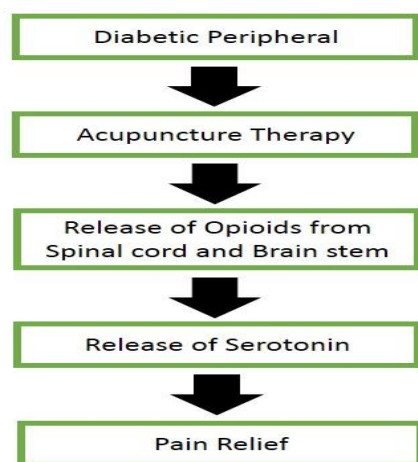 Diabetic Peripheral
Acupuncture Therapy
Release of Opioids from
Spinal cord and Brain stem
Release of Serotonin
Pain Relief